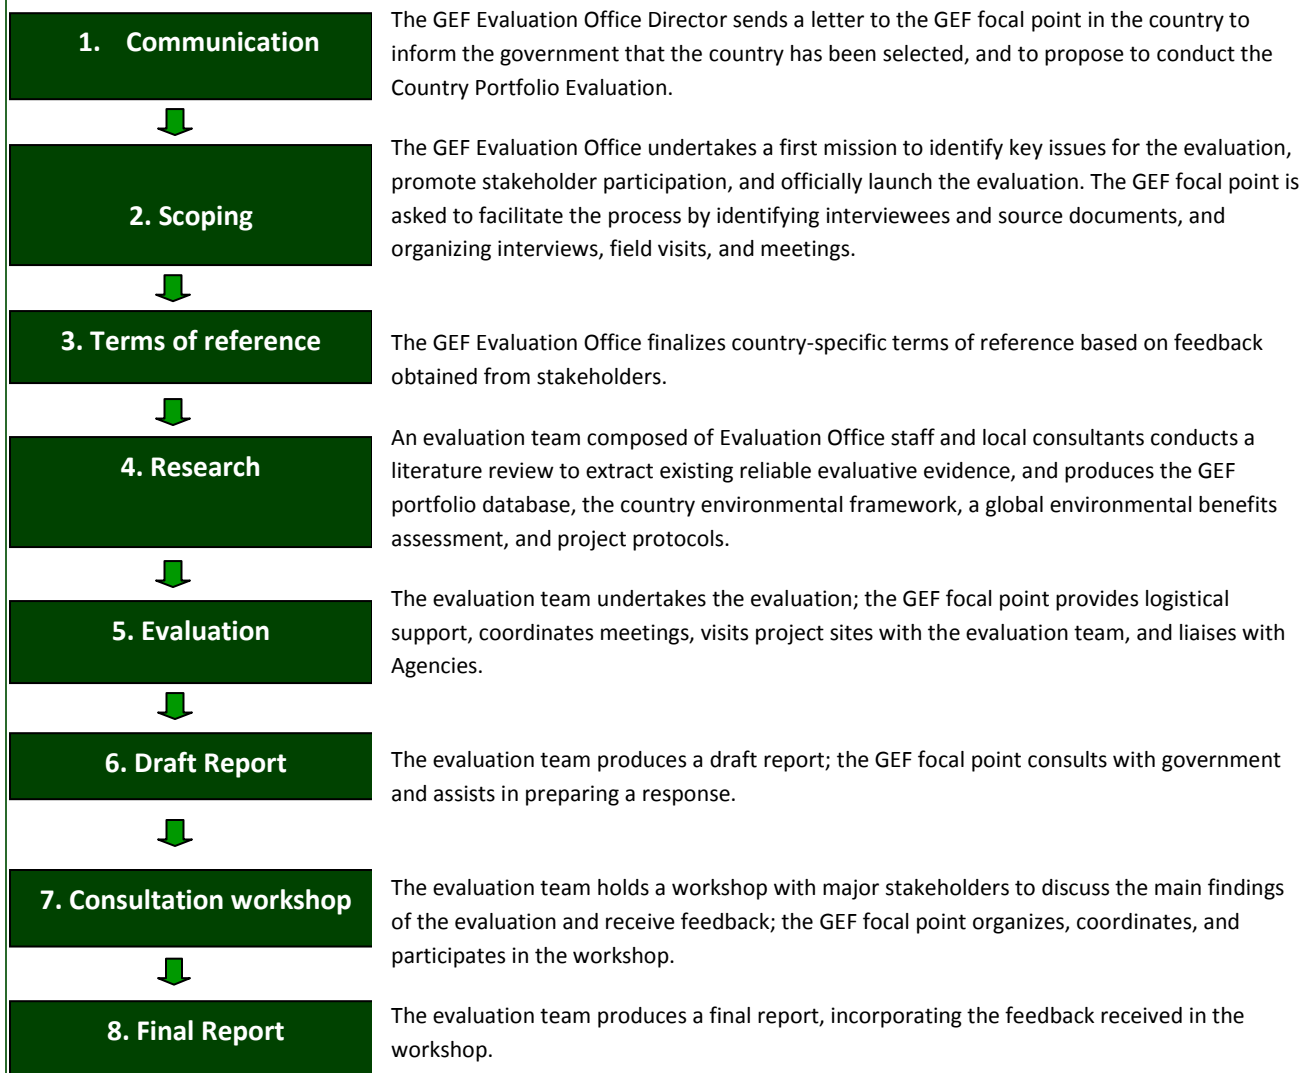 1. Communication
The GEF Evaluation Office Director sends a letter to the GEF focal point in the country to
inform the government that the country has been selected, and to propose to conduct the
Country Portfolio Evaluation.
2. Scoping
The GEF Evaluation Office undertakes a first mission to identify key issues for the evaluation,
promote stakeholder participation, and officially launch the evaluation. The GEF focal point is
asked to facilitate the process by identifying interviewees and source documents, and
organizing interviews, field visits, and meetings.
3. Terms of reference
The GEF Evaluation Office finalizes country-specific terms of reference based on feedback
obtained from stakeholders.
4. Research
An evaluation team composed of Evaluation Office staff and local consultants conducts a
literature review to extract existing reliable evaluative evidence, and produces the GEF
portfolio database, the country environmental framework, a global environmental benefits
assessment, and project protocols.
5. Evaluation
The evaluation team undertakes the evaluation; the GEF focal point provides logistical
support, coordinates meetings, visits project sites with the evaluation team, and liaises with
Agencies.
6. Draft Report
The evaluation team produces a draft report; the GEF focal point consults with government
and assists in preparing a response.
7. Consultation workshop
The evaluation team holds a workshop with major stakeholders to discuss the main findings
of the evaluation and receive feedback; the GEF focal point organizes, coordinates, and
participates in the workshop.
8. Final Report
The evaluation team produces a final report, incorporating the feedback received in the
workshop.